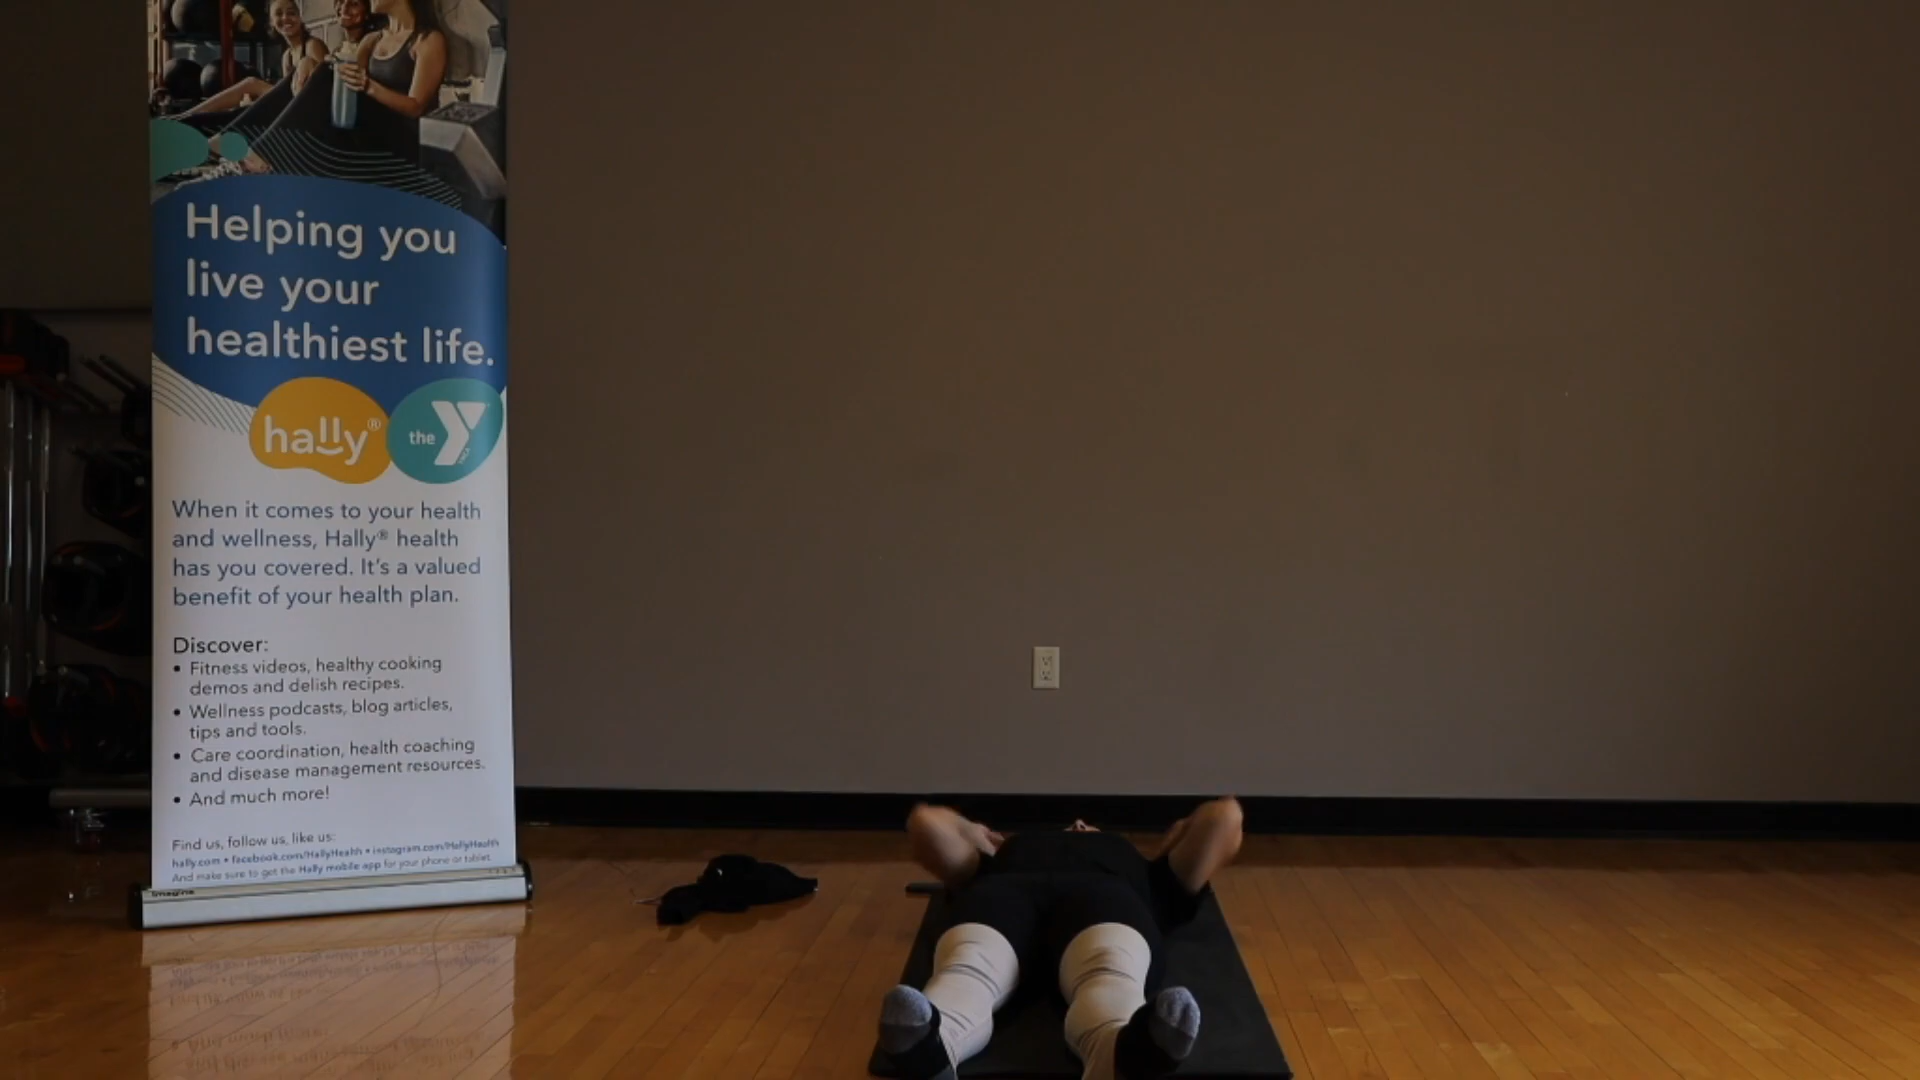 Helping you
live your
healthiest life.
hally®
the Y
When it comes to your health
and wellness, Hally® health
has you covered. It's a valued
benefit of your health plan.
Discover:
• Fitness videos, healthy cooking
demos and delish recipes.
• Wellness podcasts, blog articles,
tips and tools.
• Care coordination, health coaching
and disease management resources.
• And much more!
Find us, follow us, like us:
hally.com • facebook.com/HallyHealth • instagram.com/HallyHealth
And make sure to get the Hally mobile app for your phone or tablet.
imagine